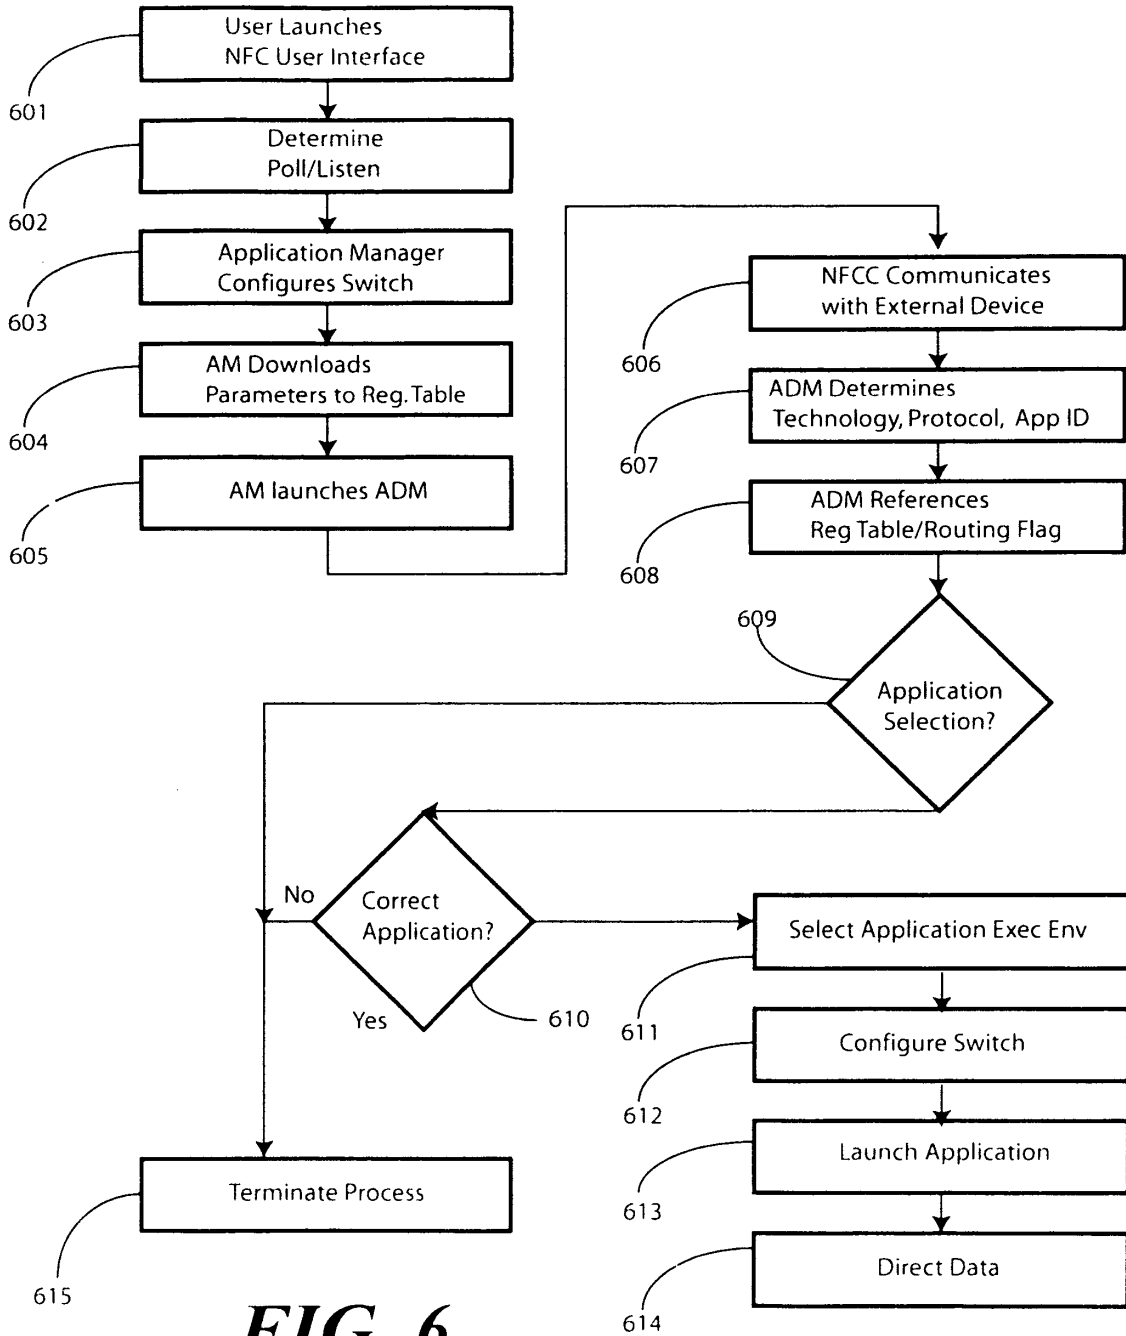 User Launches
NFC User Interface
601
Determine
Poll/Listen
602
Application Manager
Configures Switch
603
AM Downloads
Parameters to Reg. Table
604
AM launches ADM
605
NFCC Communicates
with External Device
606
ADM Determines
Technology, Protocol, App ID
607
ADM References
Reg Table/Routing Flag
608
609
Application
Selection?
No
Correct
Application?
Yes
610
Select Application Exec Env
611
Configure Switch
612
Launch Application
613
Direct Data
614
Terminate Process
615
FIG. 6